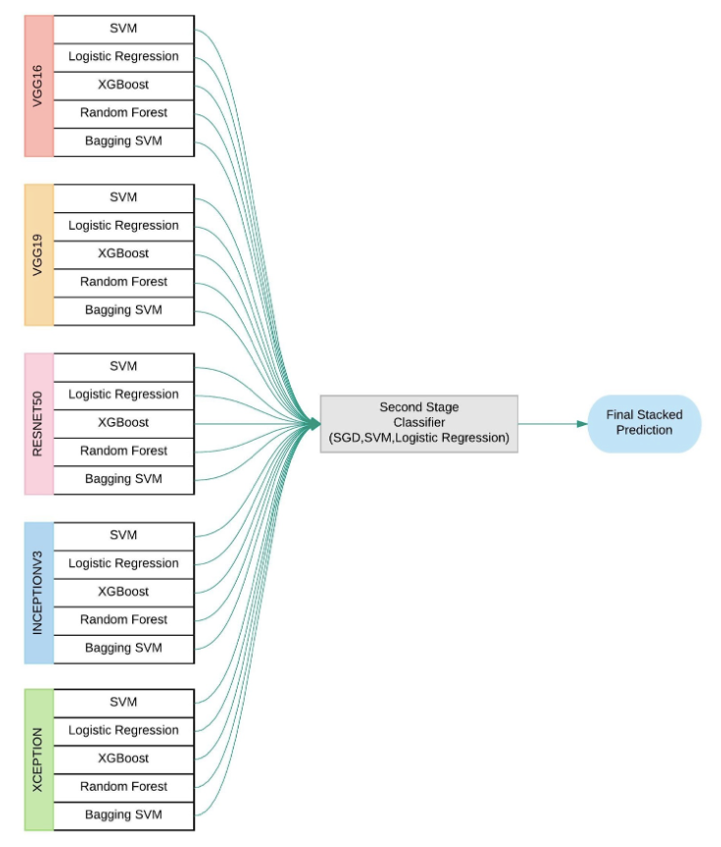 VGG16
SVM
Logistic Regression
XGBoost
Random Forest
Bagging SVM
VGG19
SVM
Logistic Regression
XGBoost
Random Forest
Bagging SVM
RESNET50
SVM
Logistic Regression
XGBoost
Random Forest
Bagging SVM
INCEPTIONV3
SVM
Logistic Regression
XGBoost
Random Forest
Bagging SVM
XCEPTION
SVM
Logistic Regression
XGBoost
Random Forest
Bagging SVM
Second Stage
Classifier
(SGD,SVM,Logistic Regression)
Final Stacked
Prediction